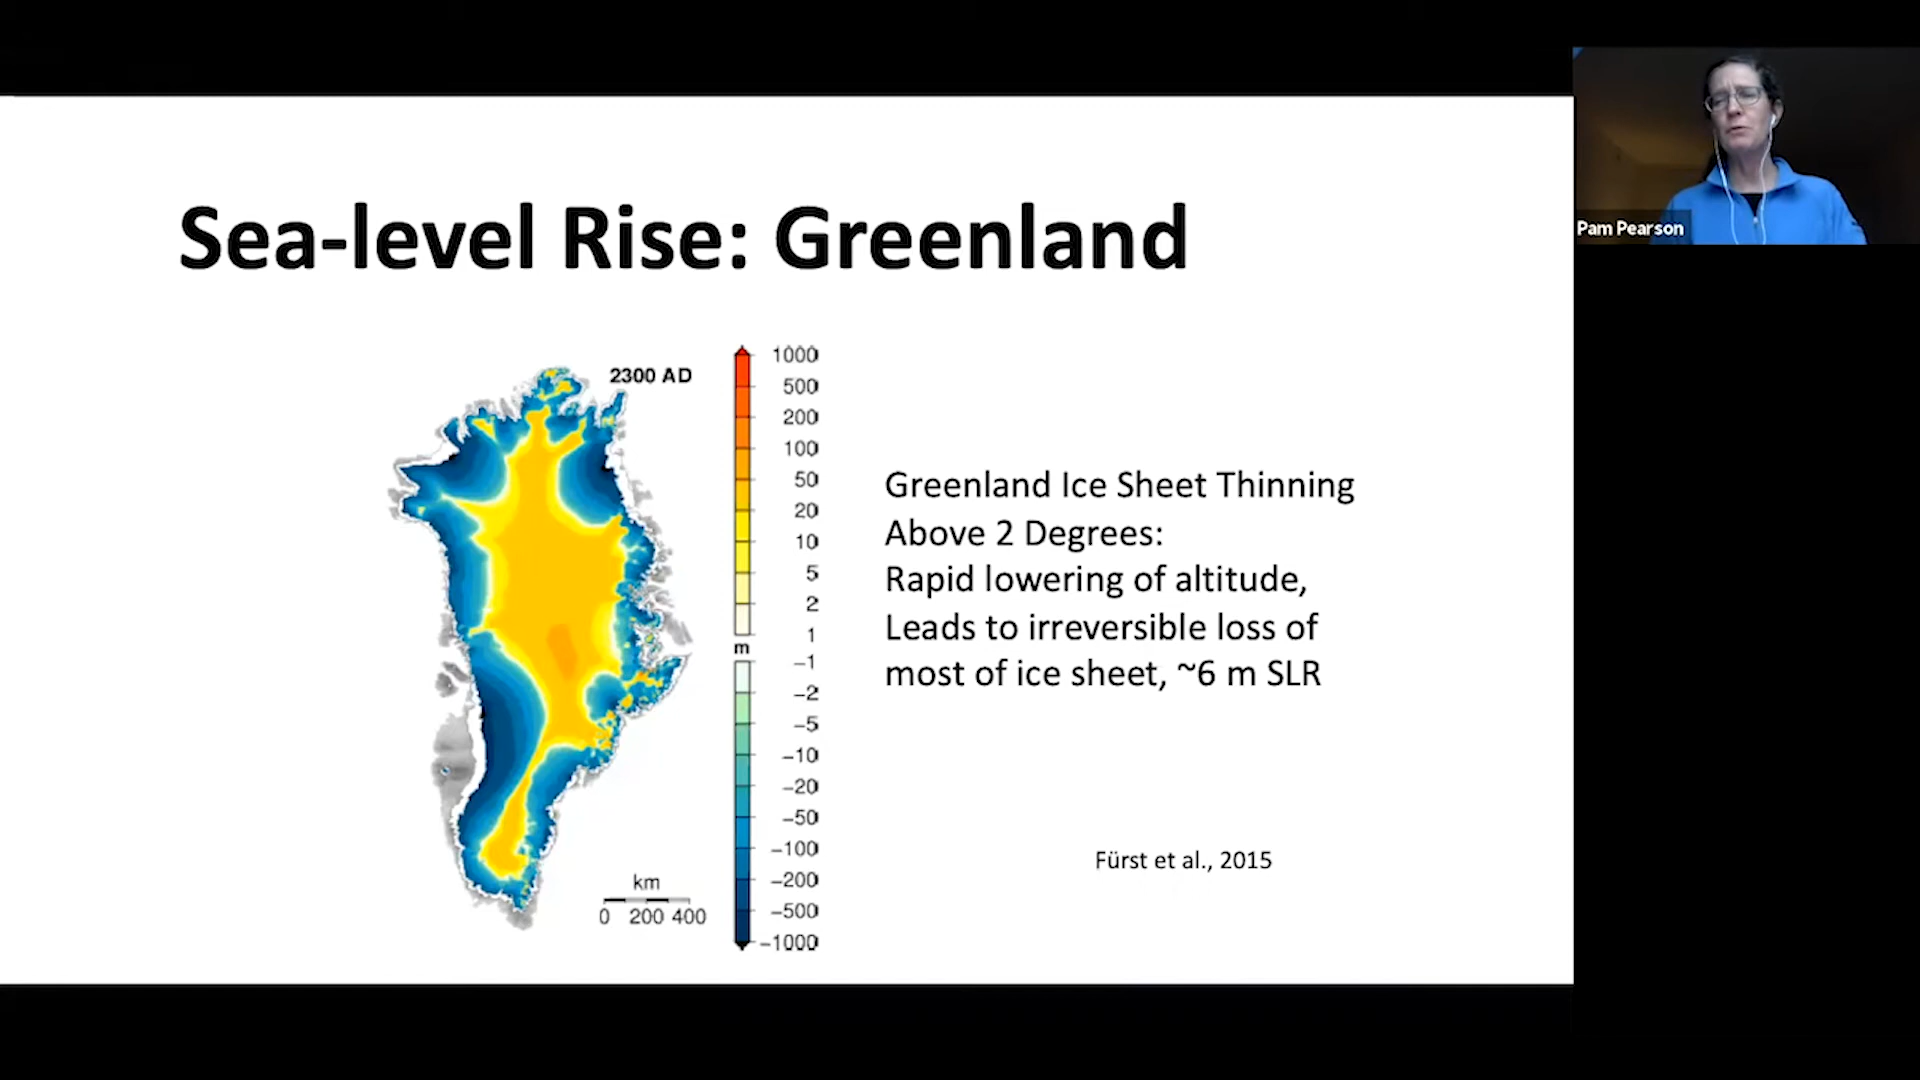 Sea-level Rise: Greenland
2300 AD
1000
500
200
100
50
20
10
5
2
1
m
−1
−2
−5
−10
−20
−50
−100
−200
−500
−1000
km
0 200 400
Greenland Ice Sheet Thinning
Above 2 Degrees:
Rapid lowering of altitude,
Leads to irreversible loss of
most of ice sheet, ~6 m SLR
Fürst et al., 2015
Pam Pearson